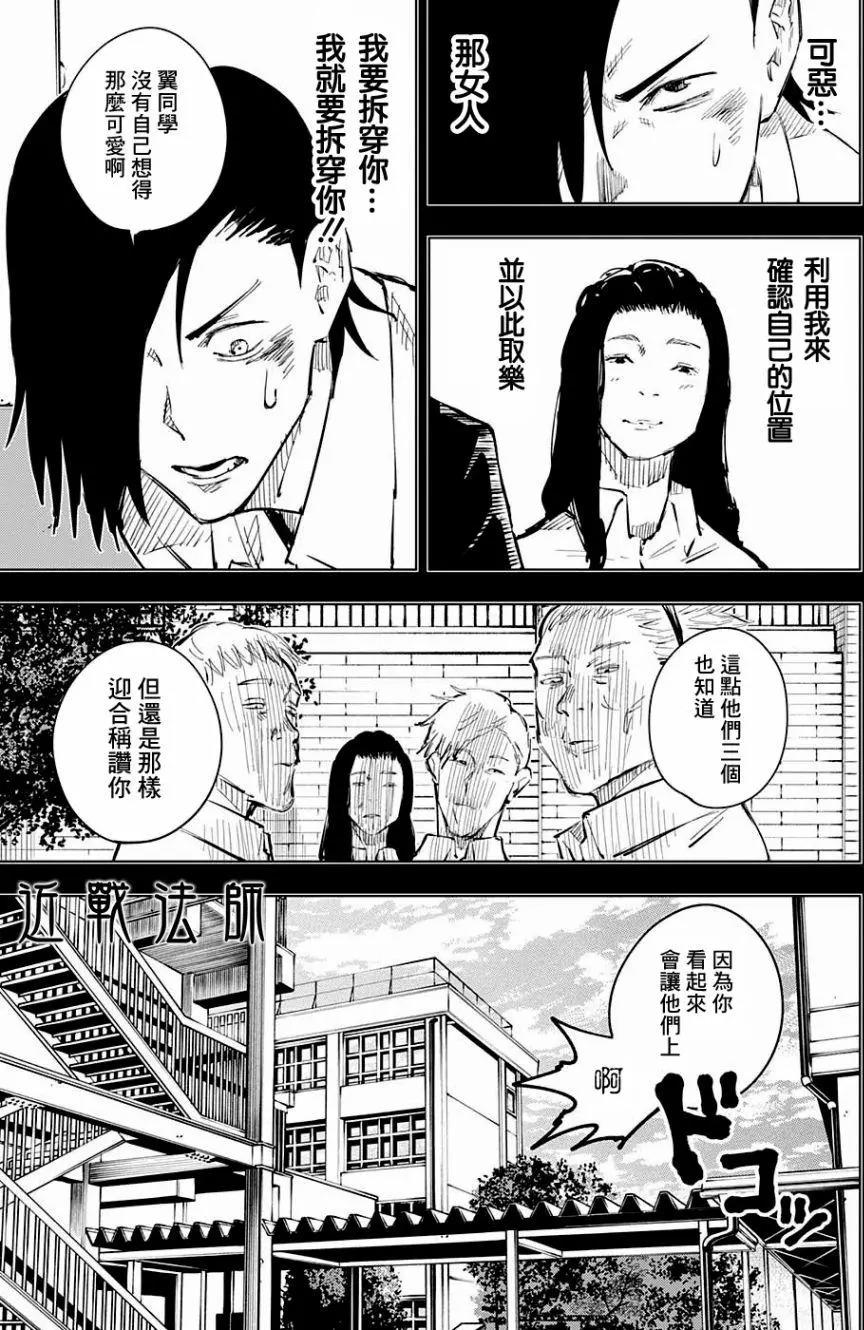 可惡…
那女人
利用我來
確認自己的位置
並以此取樂
我要拆穿你…
我就要拆穿你!!
翼同學
沒有自己想得
那麼可愛啊
這點他們三個
也知道
但還是那樣
迎合稱讚你
因為你
看起來
會讓他們上
啊
ドコッ
近戰法師